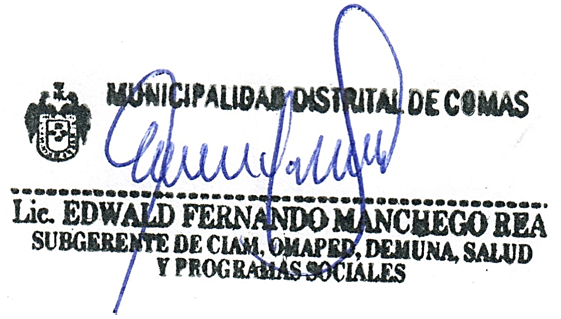 MUNICIPALIDAD DISTRITAL DE COMAS
Lic. EDWALD FERNANDO MANCHEGO REA
SUBGERENTE DE CIAM, OMAPED, DEMUNA, SALUD
Y PROGRAMAS SOCIALES